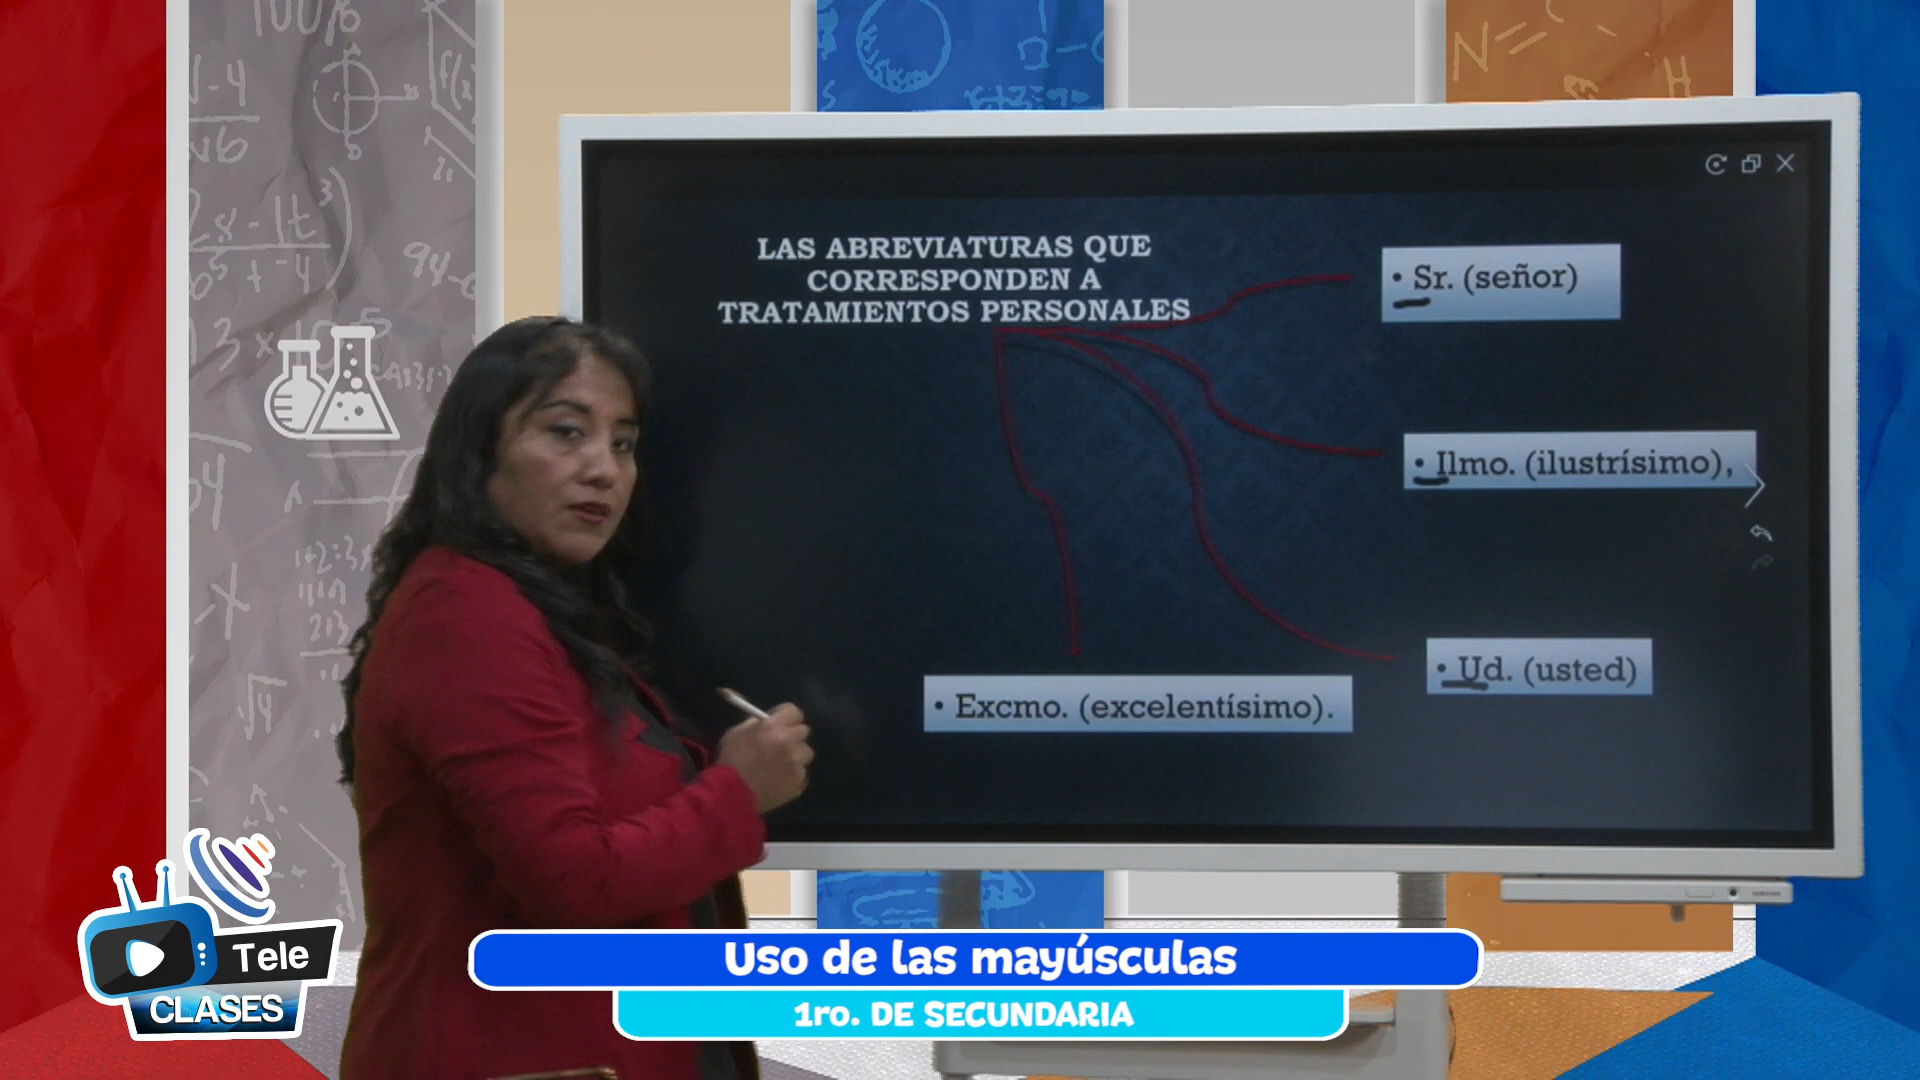 LAS ABREVIATURAS QUE
CORRESPONDEN A
TRATAMIENTOS PERSONALES
• Sr. (señor)
• Ilmo. (ilustrísimo),
• Ud. (usted)
• Excmo. (excelentísimo).
Tele
CLASES
Uso de las mayúsculas
1ro. DE SECUNDARIA